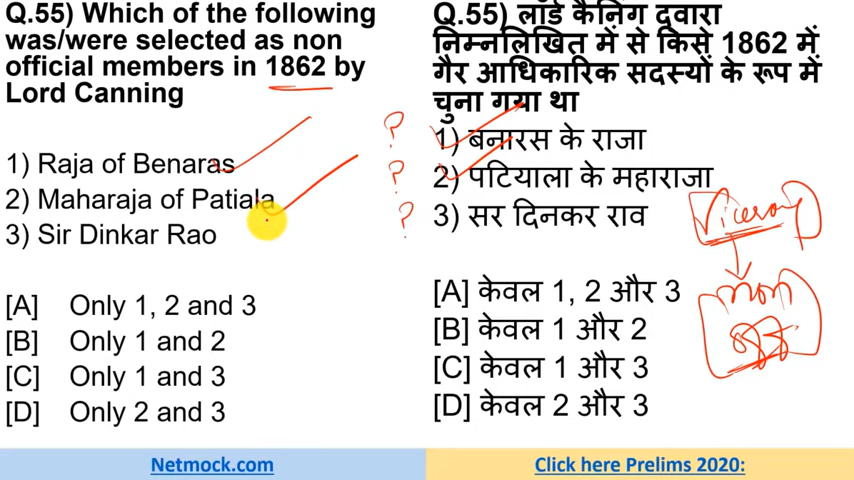 Q.55) Which of the following
was/were selected as non
official members in 1862 by
Lord Canning
1) Raja of Benaras
2) Maharaja of Patiala
3) Sir Dinkar Rao
[A] Only 1, 2 and 3
[B] Only 1 and 2
[C] Only 1 and 3
[D] Only 2 and 3
Q.55) लॉर्ड कैनिंग द्वारा
निम्नलिखित में से किसे 1862 में
गैर आधिकारिक सदस्यों के रूप में
चुना गया था
?
1) बनारस के राजा
?
2) पटियाला के महाराजा
?
3) सर दिनकर राव
Viceroy
non
[A] केवल 1, 2 और 3
[B] केवल 1 और 2
[C] केवल 1 और 3
[D] केवल 2 और 3
Netmock.com
Click here Prelims 2020: